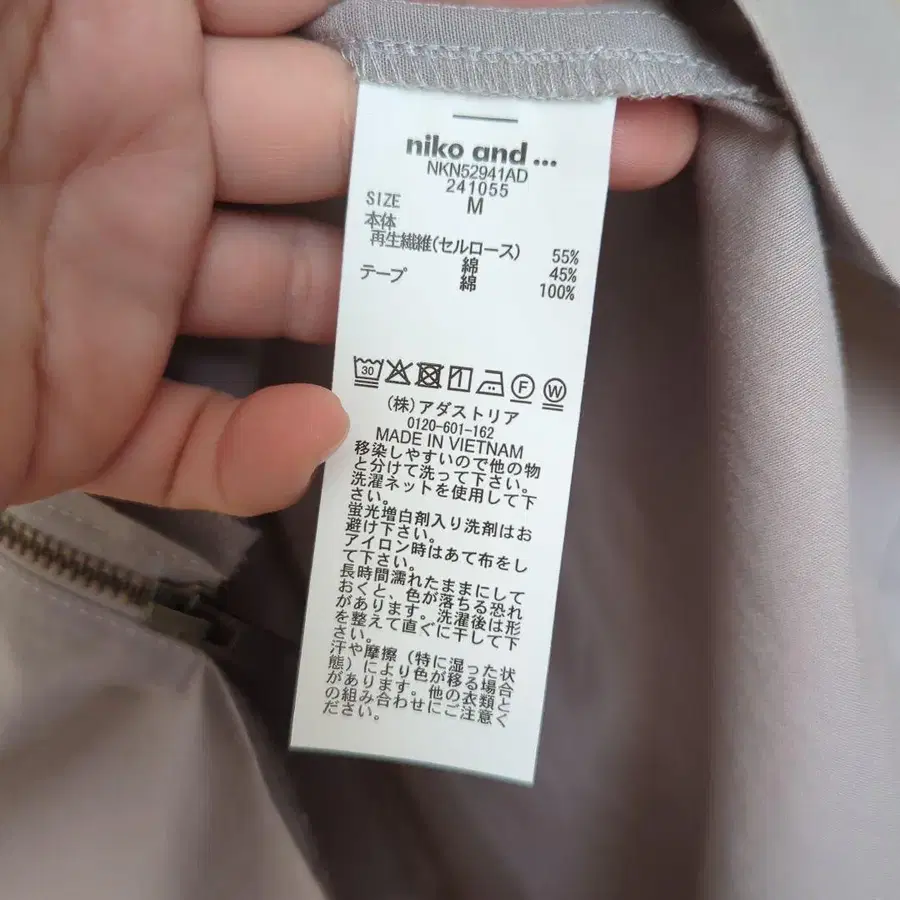 niko and ...
NKN52941AD
241055
SIZE M
本体
再生繊維(セルロース) 55%
綿 45%
テープ 綿 100%
30 F W
(株)アダストリア
0120-601-162
MADE IN VIETNAM
移染しやすいので他の物
と分けて洗って下さい。
洗濯ネットを使用して下
さい。
蛍光増白剤入り洗剤はお
避け下さい。
アイロン時はあて布をし
て下さい。
長時間濡れたままにして
おくと、色が落ちる恐れ
があります。洗濯後は形
を整えて直ぐに干して下
さい。
汗や摩擦(特に湿った状
態)により色が移る場合
があります。他の衣類と
の組み合わせにご注意く
ださい。